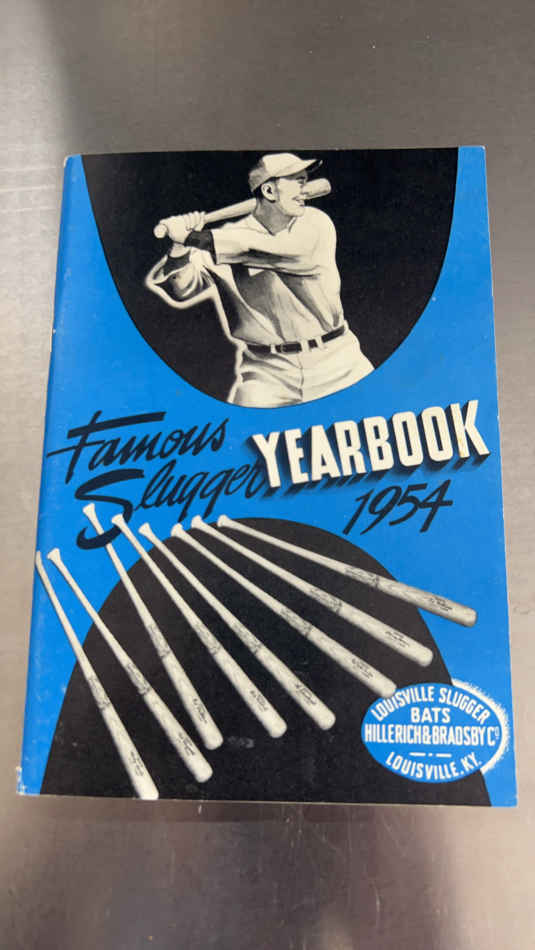 Famous
Slugger YEARBOOK
1954
LOUISVILLE SLUGGER
BATS
HILLERICH & BRADSBY Cº
LOUISVILLE. KY.